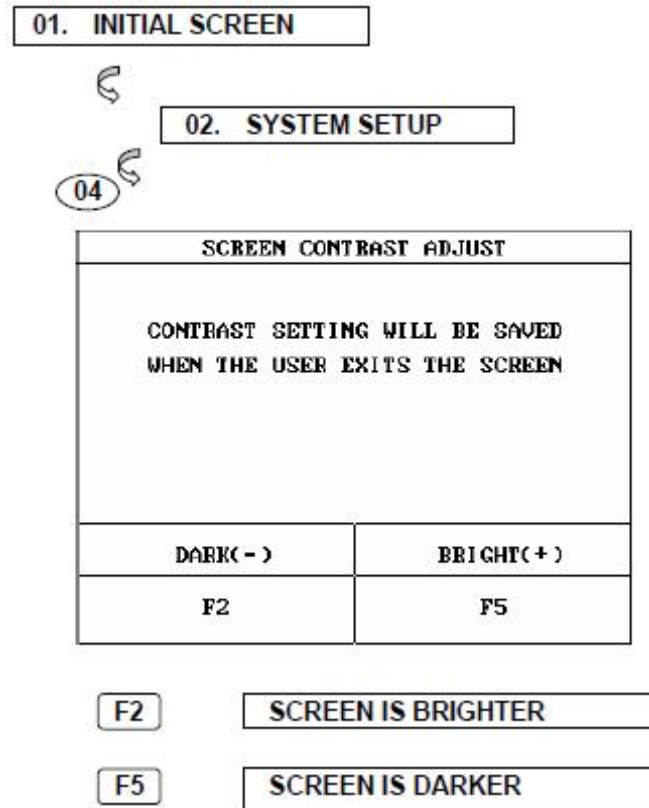 01. INITIAL SCREEN
02. SYSTEM SETUP
04
SCREEN CONTRAST ADJUST
CONTRAST SETTING WILL BE SAVED
WHEN THE USER EXITS THE SCREEN
DARK(-) BRIGHT(+)
F2 F5
F2 SCREEN IS BRIGHTER
F5 SCREEN IS DARKER